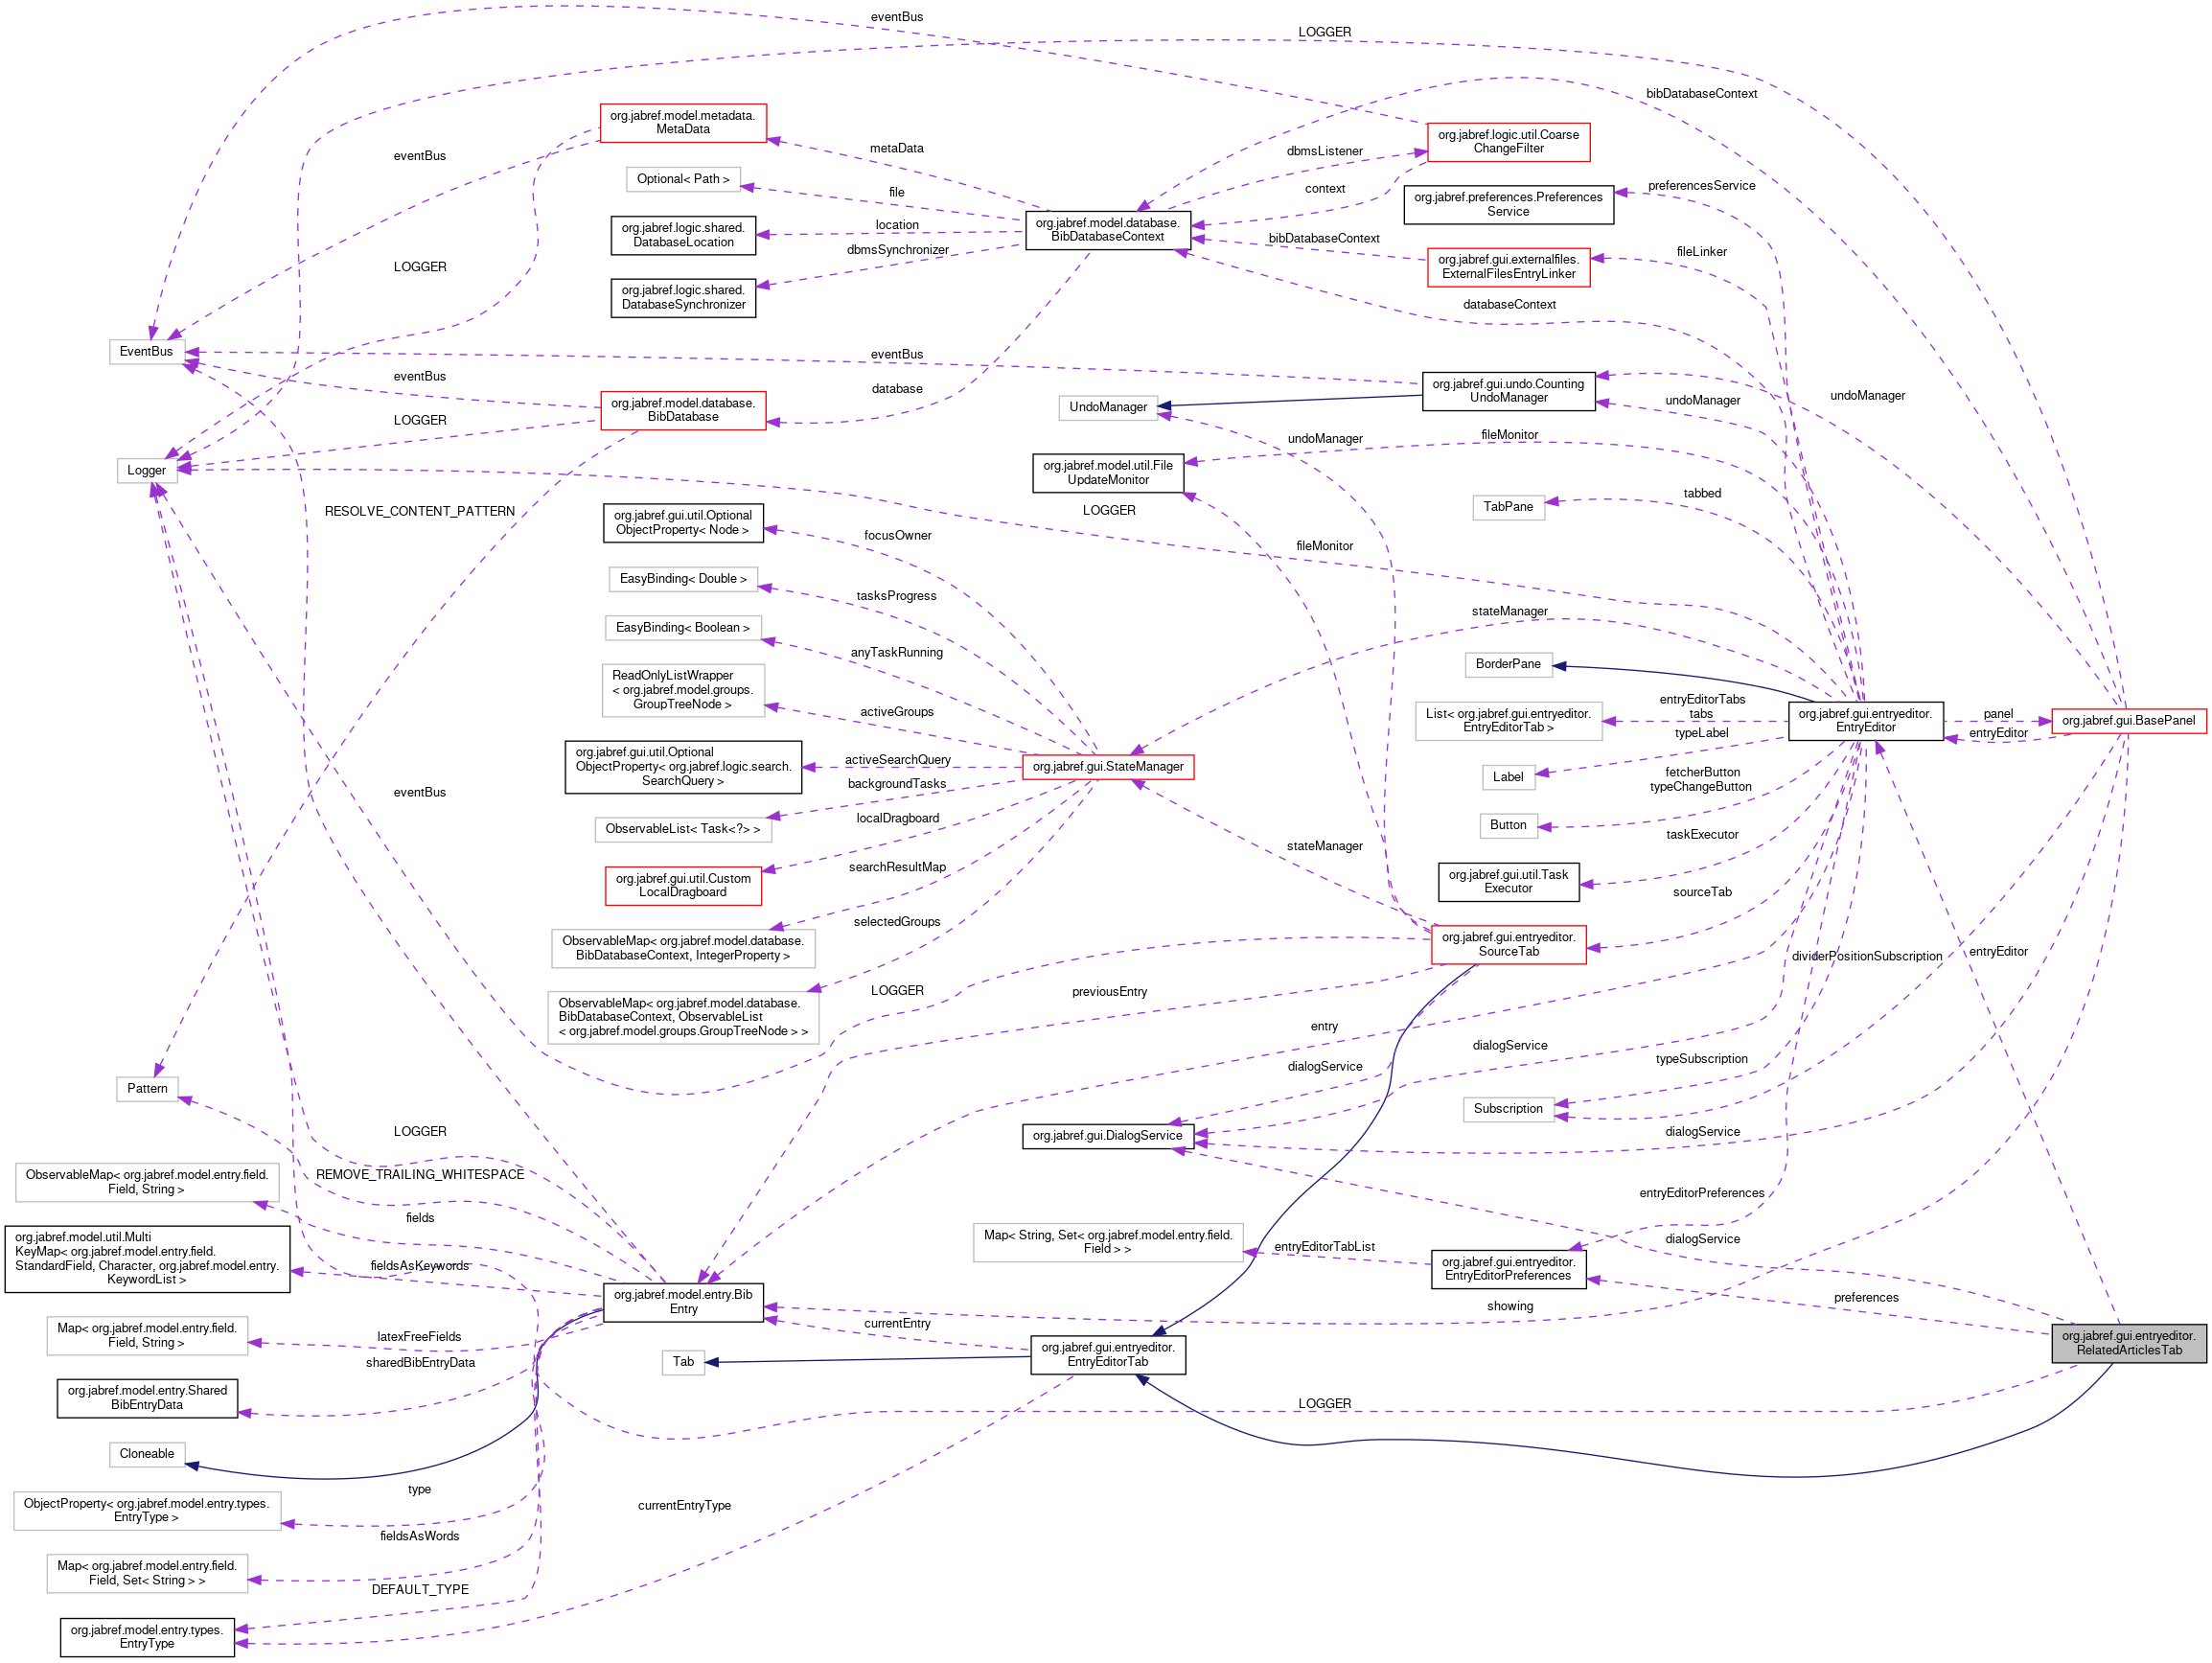 eventBus
LOGGER
bibDatabaseContext
org.jabref.model.metadata.
MetaData
metaData
eventBus
Optional< Path >
file
org.jabref.logic.util.Coarse
ChangeFilter
dbmsListener
context
preferencesService
org.jabref.preferences.Preferences
Service
org.jabref.logic.shared.
DatabaseLocation
location
org.jabref.model.database.
BibDatabaseContext
bibDatabaseContext
dbmsSynchronizer
org.jabref.logic.shared.
DatabaseSynchronizer
LOGGER
org.jabref.gui.externalfiles.
ExternalFilesEntryLinker
fileLinker
databaseContext
EventBus
eventBus
eventBus
database
org.jabref.model.database.
BibDatabase
LOGGER
org.jabref.gui.undo.Counting
UndoManager
UndoManager
undoManager
undoManager
undoManager
fileMonitor
Logger
org.jabref.model.util.File
UpdateMonitor
RESOLVE_CONTENT_PATTERN
TabPane
tabbed
LOGGER
org.jabref.gui.util.Optional
ObjectProperty< Node >
focusOwner
fileMonitor
EasyBinding< Double >
tasksProgress
stateManager
EasyBinding< Boolean >
anyTaskRunning
BorderPane
ReadOnlyListWrapper
< org.jabref.model.groups.
GroupTreeNode >
activeGroups
List< org.jabref.gui.entryeditor.
EntryEditorTab >
entryEditorTabs
tabs
typeLabel
org.jabref.gui.entryeditor.
EntryEditor
panel
entryEditor
org.jabref.gui.BasePanel
org.jabref.gui.util.Optional
ObjectProperty< org.jabref.logic.search.
SearchQuery >
activeSearchQuery
org.jabref.gui.StateManager
Label
fetcherButton
typeChangeButton
eventBus
backgroundTasks
ObservableList< Task<?> >
localDragboard
Button
taskExecutor
org.jabref.gui.util.Custom
LocalDragboard
searchResultMap
stateManager
org.jabref.gui.util.Task
Executor
sourceTab
ObservableMap< org.jabref.model.database.
BibDatabaseContext, IntegerProperty >
selectedGroups
org.jabref.gui.entryeditor.
SourceTab
dividerPositionSubscription
entryEditor
ObservableMap< org.jabref.model.database.
BibDatabaseContext, ObservableList
< org.jabref.model.groups.GroupTreeNode > >
LOGGER
previousEntry
entry
dialogService
dialogService
typeSubscription
Pattern
Subscription
LOGGER
org.jabref.gui.DialogService
dialogService
REMOVE_TRAILING_WHITESPACE
ObservableMap< org.jabref.model.entry.field.
Field, String >
fields
entryEditorPreferences
Map< String, Set< org.jabref.model.entry.field.
Field > >
entryEditorTabList
dialogService
org.jabref.model.util.Multi
KeyMap< org.jabref.model.entry.field.
StandardField, Character, org.jabref.model.entry.
KeywordList >
fieldsAsKeywords
org.jabref.gui.entryeditor.
EntryEditorPreferences
preferences
org.jabref.model.entry.Bib
Entry
showing
currentEntry
Map< org.jabref.model.entry.field.
Field, String >
latexFreeFields
sharedBibEntryData
Tab
org.jabref.gui.entryeditor.
EntryEditorTab
org.jabref.gui.entryeditor.
RelatedArticlesTab
org.jabref.model.entry.Shared
BibEntryData
LOGGER
Cloneable
type
ObjectProperty< org.jabref.model.entry.types.
EntryType >
currentEntryType
fieldsAsWords
Map< org.jabref.model.entry.field.
Field, Set< String > >
DEFAULT_TYPE
org.jabref.model.entry.types.
EntryType